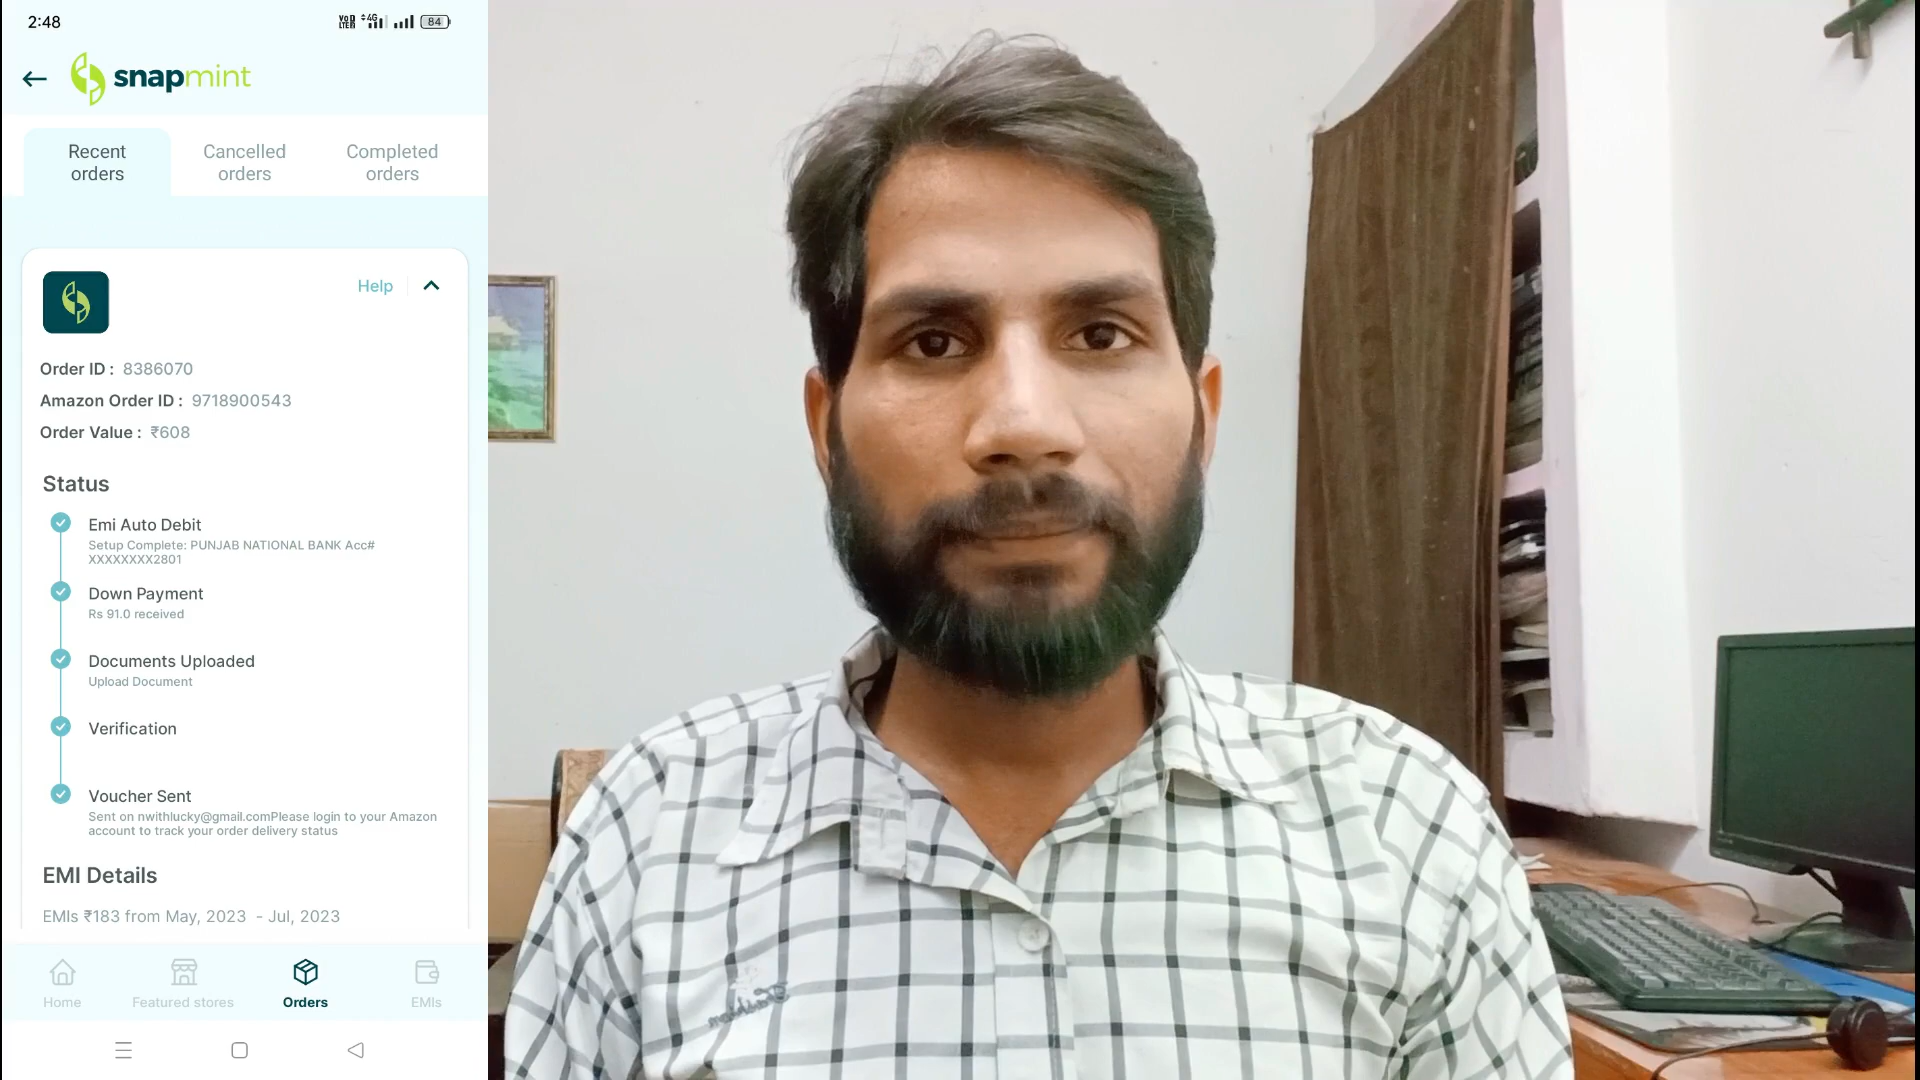 2:48
VoD LTE 4G 84
snapmint
Recent orders
Cancelled orders
Completed orders
Help
Order ID : 8386070
Amazon Order ID : 9718900543
Order Value : ₹608
Status
Emi Auto Debit
Setup Complete: PUNJAB NATIONAL BANK Acc#
XXXXXXXX2801
Down Payment
Rs 91.0 received
Documents Uploaded
Upload Document
Verification
Voucher Sent
Sent on nwithlucky@gmail.comPlease login to your Amazon
account to track your order delivery status
EMI Details
EMIs ₹183 from May, 2023 - Jul, 2023
Home
Featured stores
Orders
EMIs